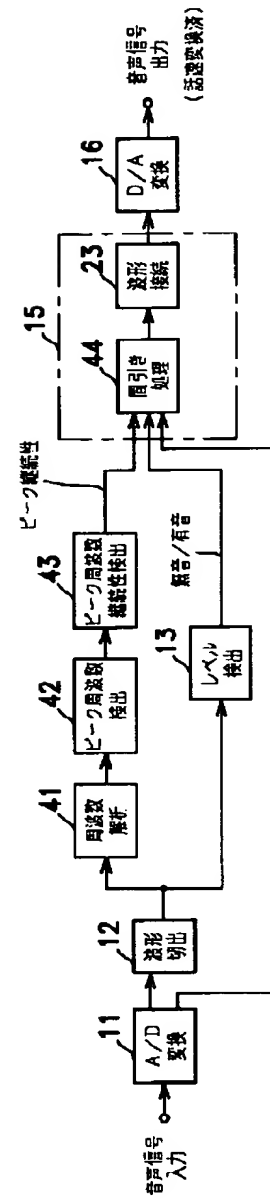 音声信号
入力
11
A/D
変換
12
波形
切出
41
周波数
解析
42
ピーク周波数
検出
43
ピーク周波数
継続性検出
ピーク継続性
13
レベル
検出
無音/有音
15
44
間引き
処理
23
波形
接続
16
D/A
変換
音声信号
出力
(話速変換済)